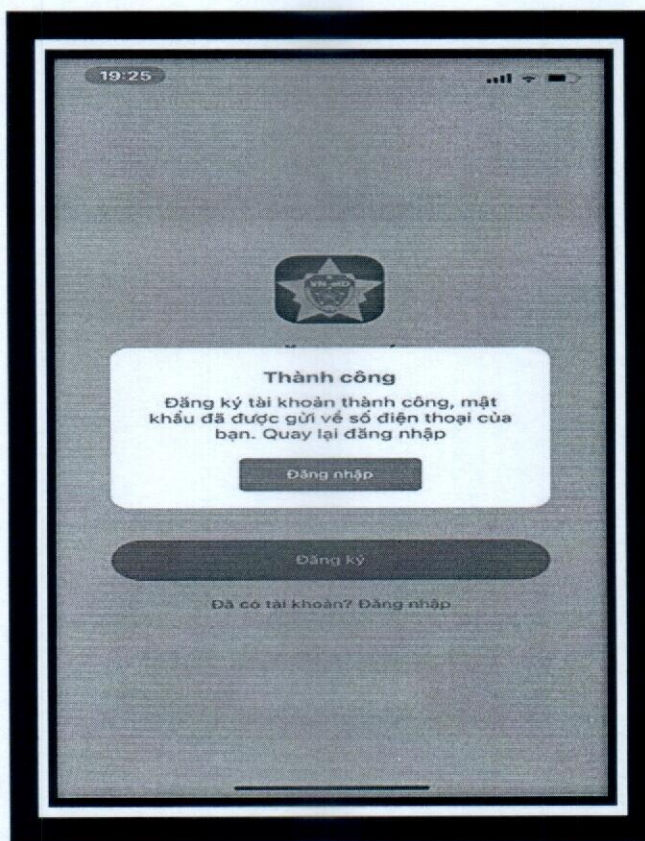 19:25
Thành công
Đăng ký tài khoản thành công, mật
khẩu đã được gửi về số điện thoại của
bạn. Quay lại đăng nhập
Đăng nhập
Đăng ký
Đã có tài khoản? Đăng nhập